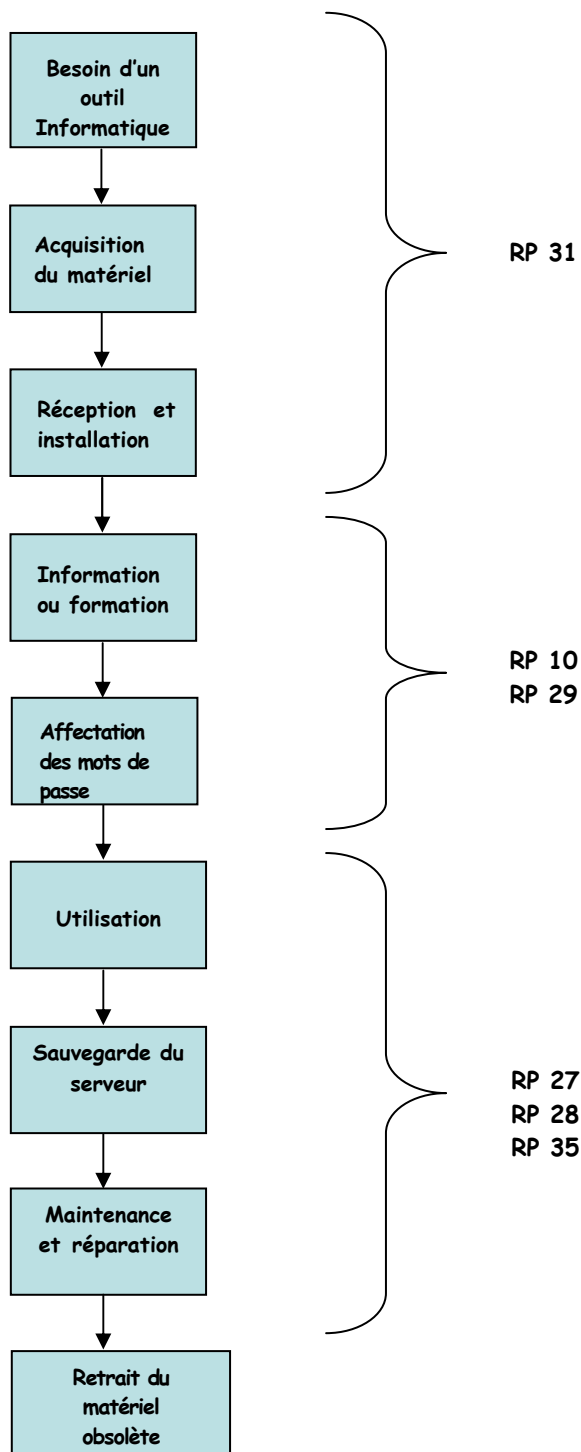 Besoin d'un
outil
Informatique
Acquisition
du matériel
RP 31
Réception et
installation
Information
ou formation
RP 10
RP 29
Affectation
des mots de
passe
Utilisation
Sauvegarde du
serveur
RP 27
RP 28
RP 35
Maintenance
et réparation
Retrait du
matériel
obsolète